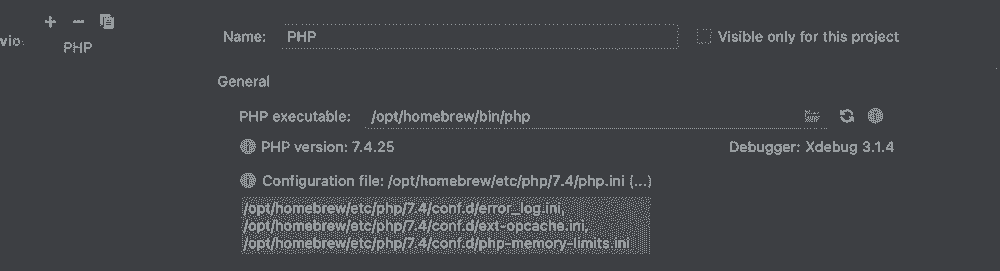 PHP
Name: PHP
Visible only for this project
General
PHP executable: /opt/homebrew/bin/php
PHP version: 7.4.25
Debugger: Xdebug 3.1.4
Configuration file: /opt/homebrew/etc/php/7.4/php.ini (...)
/opt/homebrew/etc/php/7.4/conf.d/error_log.ini,
/opt/homebrew/etc/php/7.4/conf.d/ext-opcache.ini,
/opt/homebrew/etc/php/7.4/conf.d/php-memory-limits.ini